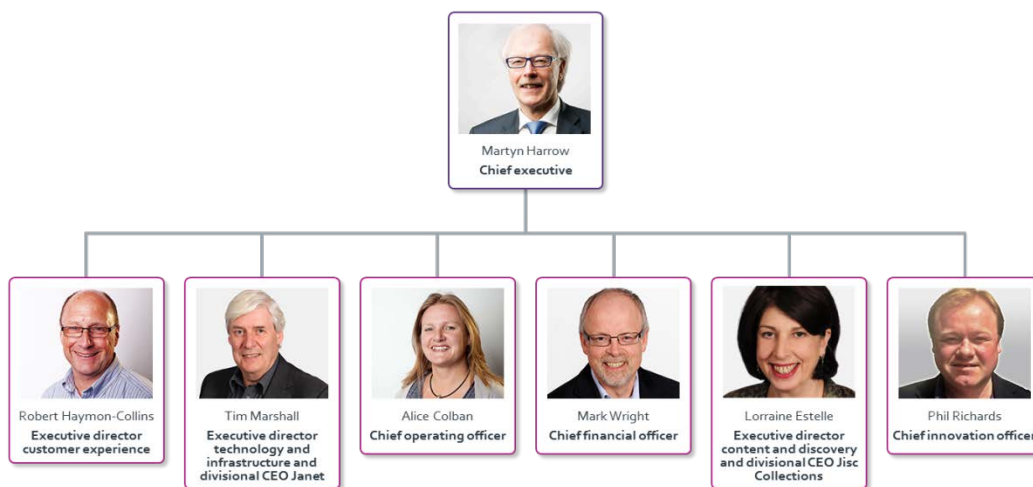 Martyn Harrow
Chief executive
Robert Haymon-Collins
Executive director
customer experience
Tim Marshall
Executive director
technology and
infrastructure and
divisional CEO Janet
Alice Colban
Chief operating officer
Mark Wright
Chief financial officer
Lorraine Estelle
Executive director
content and discovery
and divisional CEO Jisc
Collections
Phil Richards
Chief innovation officer